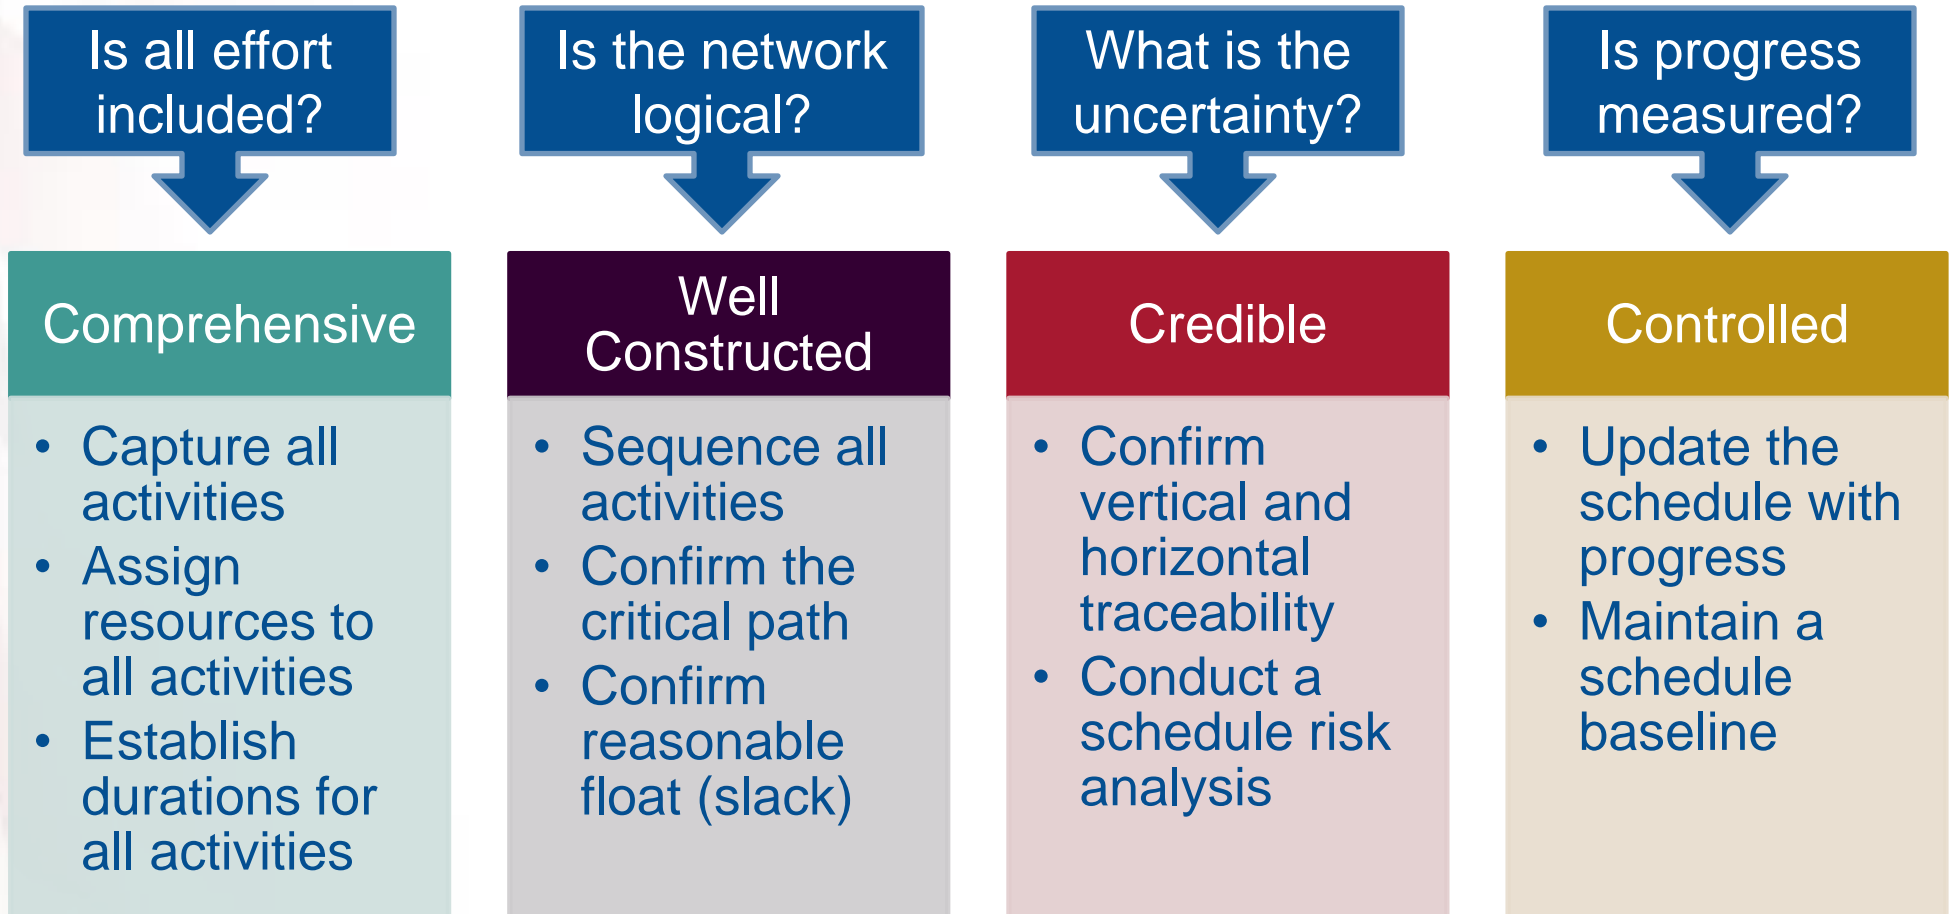 Is all effort
included?
Is the network
logical?
What is the
uncertainty?
Is progress
measured?
Comprehensive
Well
Constructed
Credible
Controlled
• Capture all
activities
• Assign
resources to
all activities
• Establish
durations for
all activities
• Sequence all
activities
• Confirm the
critical path
• Confirm
reasonable
float (slack)
• Confirm
vertical and
horizontal
traceability
• Conduct a
schedule risk
analysis
• Update the
schedule with
progress
• Maintain a
schedule
baseline